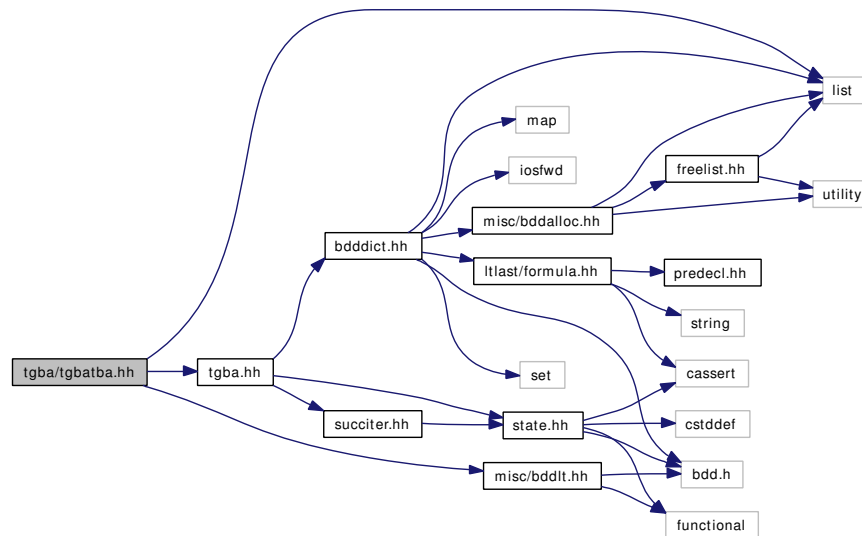 list
map
iosfwd
freelist.hh
utility
misc/bddalloc.hh
bdddict.hh
ltlast/formula.hh
predecl.hh
string
tgba/tgbatba.hh
tgba.hh
set
cassert
succiter.hh
state.hh
cstddef
misc/bddlt.hh
bdd.h
functional